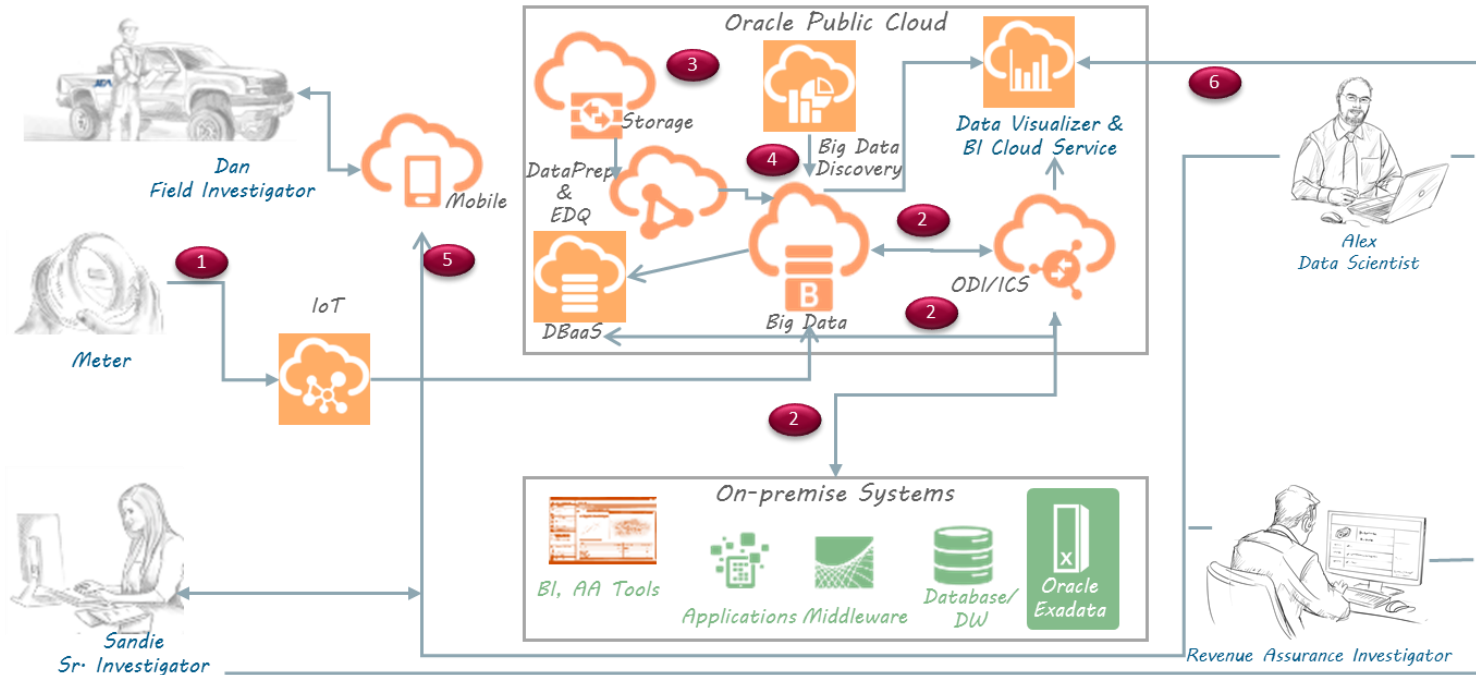 Oracle Public Cloud
3
Storage
DataPrep
&
EDQ
4
Big Data
Discovery
Data Visualizer &
BI Cloud Service
6
Dan
Field Investigator
Mobile
Alex
Data Scientist
1
Meter
IoT
5
2
ODI/ICS
B
Big Data
DBaaS
2
2
On-premise Systems
BI, AA Tools
Applications
Middleware
Database/
DW
X
Oracle
Exadata
Sandie
Sr. Investigator
Revenue Assurance Investigator